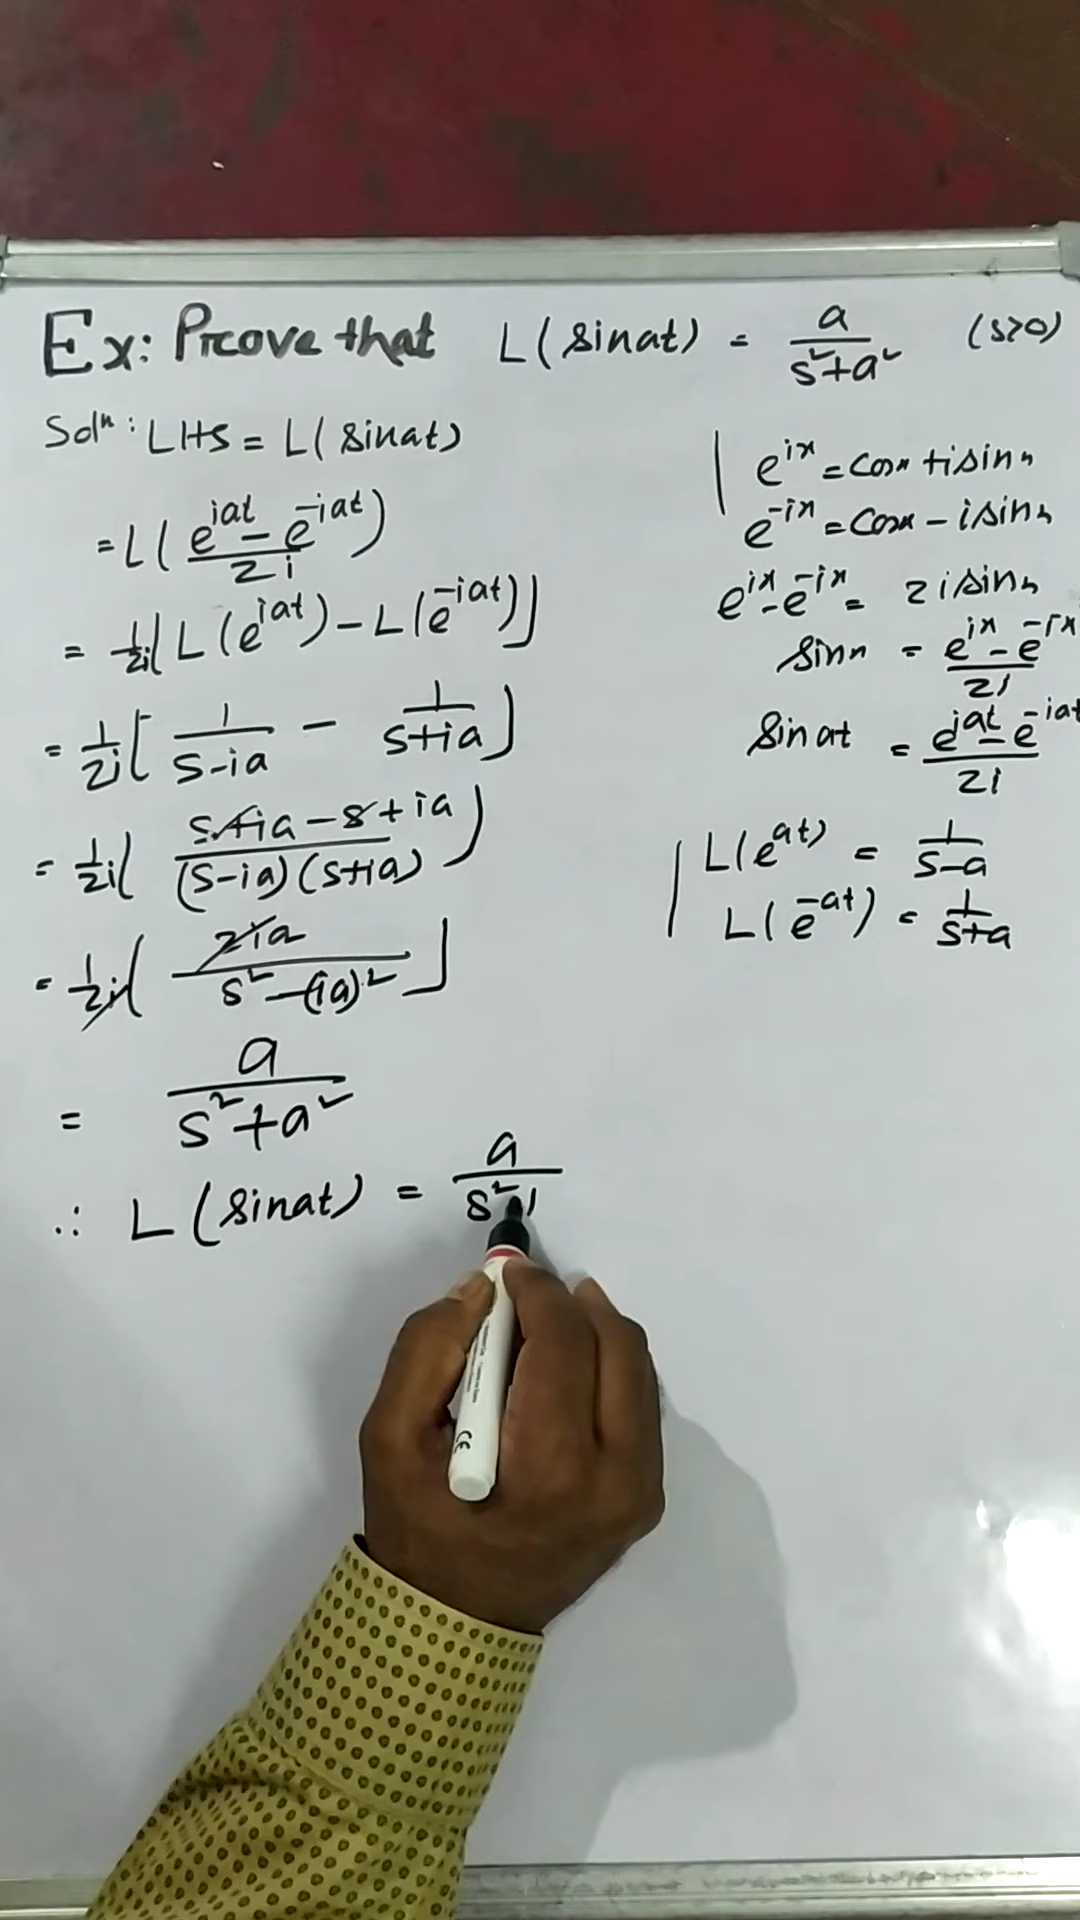 Ex: Prove that L(sinat) = a/(s²+a²) (s>0)
Solⁿ: LHS = L(sinat)
= L((e^{iat} − e^{−iat})/2i)
= 1/2i [L(e^{iat}) − L(e^{−iat})]
= 1/2i [1/(s−ia) − 1/(s+ia)]
= 1/2i [(s+ia−s+ia)/((s−ia)(s+ia))]
= 1/2i [2ia/(s²−(ia)²)]
= a/(s²+a²)
∴ L(sinat) = a/s²
e^{ix} = cosx + isinx
e^{−ix} = cosx − isinx
e^{ix} − e^{−ix} = 2isinx
sinx = (e^{ix} − e^{−ix})/2i
sinat = (e^{iat} − e^{−iat})/2i
L(e^{at}) = 1/(s−a)
L(e^{−at}) = 1/(s+a)
CE